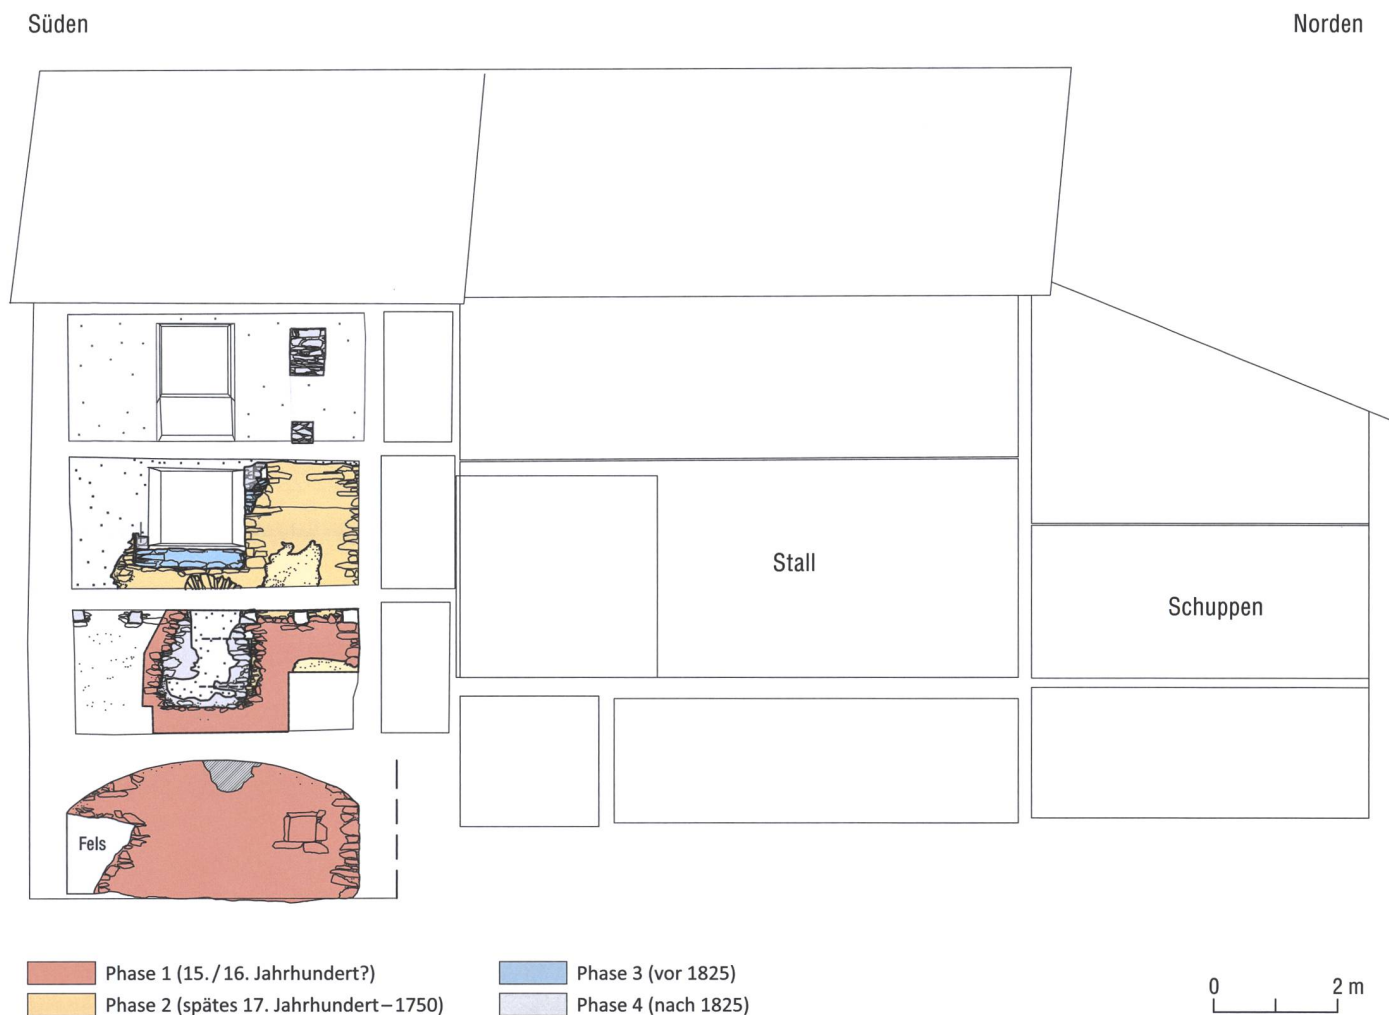 Süden
Norden
Stall
Schuppen
Fels
Phase 1 (15./16. Jahrhundert?)
Phase 2 (spätes 17. Jahrhundert–1750)
Phase 3 (vor 1825)
Phase 4 (nach 1825)
0 2 m